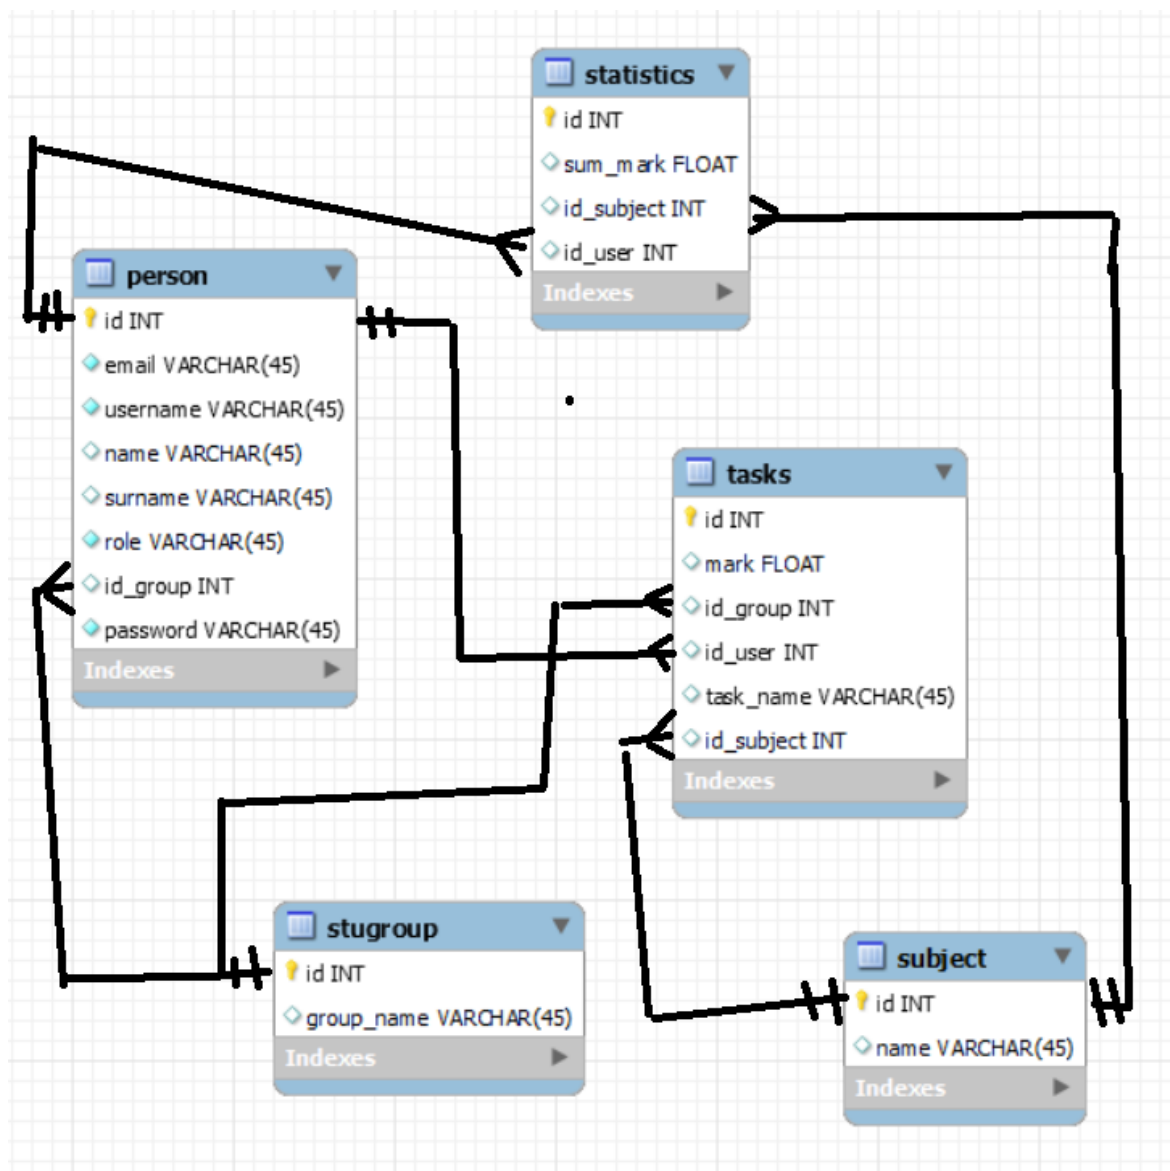 statistics
id INT
sum_mark FLOAT
id_subject INT
id_user INT
Indexes
person
id INT
email VARCHAR(45)
username VARCHAR(45)
name VARCHAR(45)
surname VARCHAR(45)
role VARCHAR(45)
id_group INT
password VARCHAR(45)
Indexes
tasks
id INT
mark FLOAT
id_group INT
id_user INT
task_name VARCHAR(45)
id_subject INT
Indexes
stugroup
id INT
group_name VARCHAR(45)
Indexes
subject
id INT
name VARCHAR(45)
Indexes